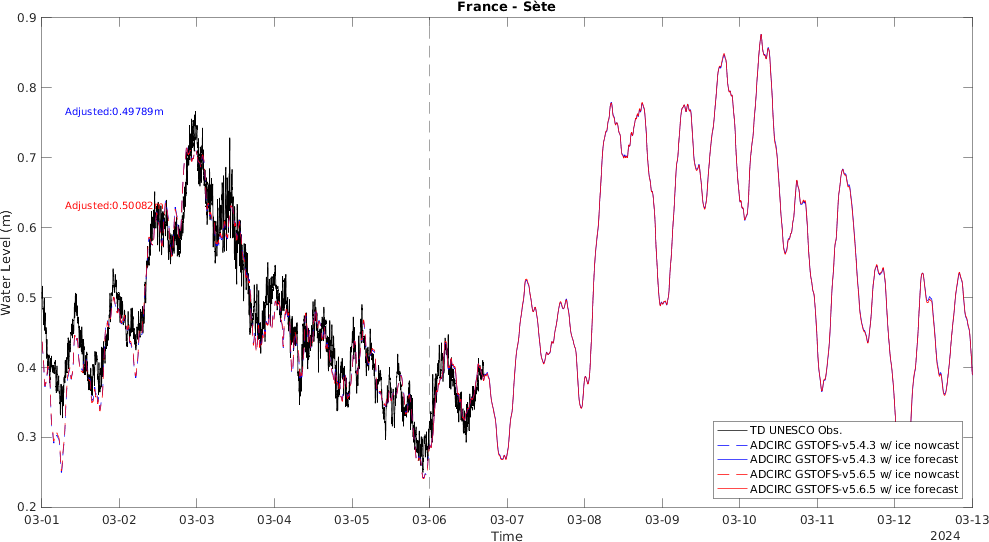 France - Sète
Water Level (m)
0.9
0.8
0.7
0.6
0.5
0.4
0.3
0.2
Adjusted:0.49789m
Adjusted:0.50082m
TD UNESCO Obs.
ADCIRC GSTOFS-v5.4.3 w/ ice nowcast
ADCIRC GSTOFS-v5.4.3 w/ ice forecast
ADCIRC GSTOFS-v5.6.5 w/ ice nowcast
ADCIRC GSTOFS-v5.6.5 w/ ice forecast
03-01 03-02 03-03 03-04 03-05 03-06 03-07 03-08 03-09 03-10 03-11 03-12 03-13
Time
2024